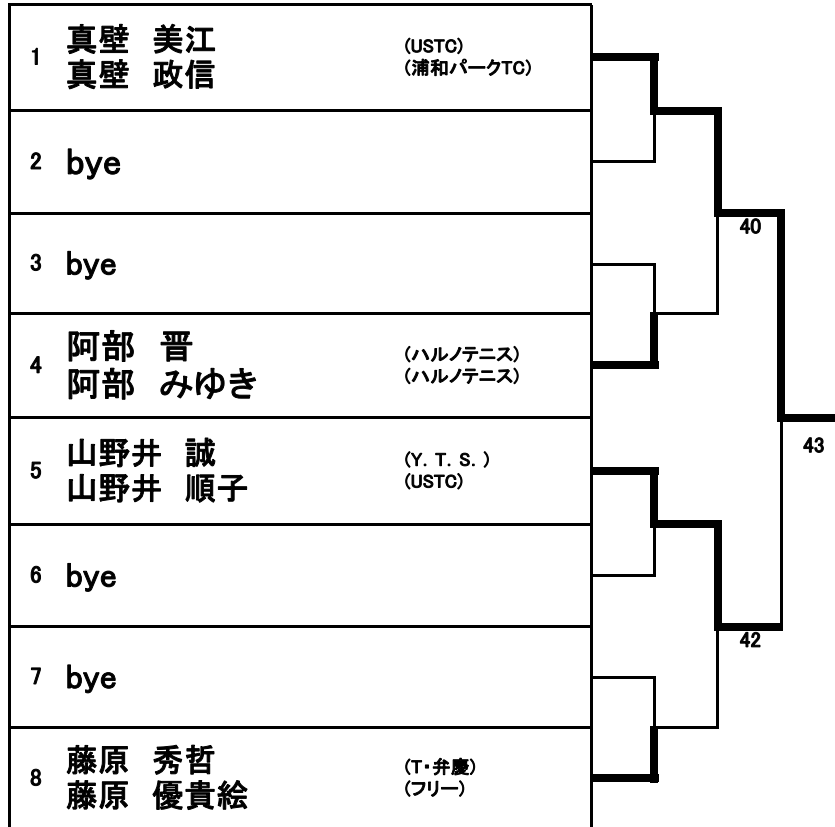 1 真壁 美江 (USTC)
真壁 政信 (浦和パークTC)
2 bye
40
3 bye
4 阿部 晋 (ハルノテニス)
阿部 みゆき (ハルノテニス)
43
5 山野井 誠 (Y. T. S. )
山野井 順子 (USTC)
6 bye
42
7 bye
8 藤原 秀哲 (T・弁慶)
藤原 優貴絵 (フリー)